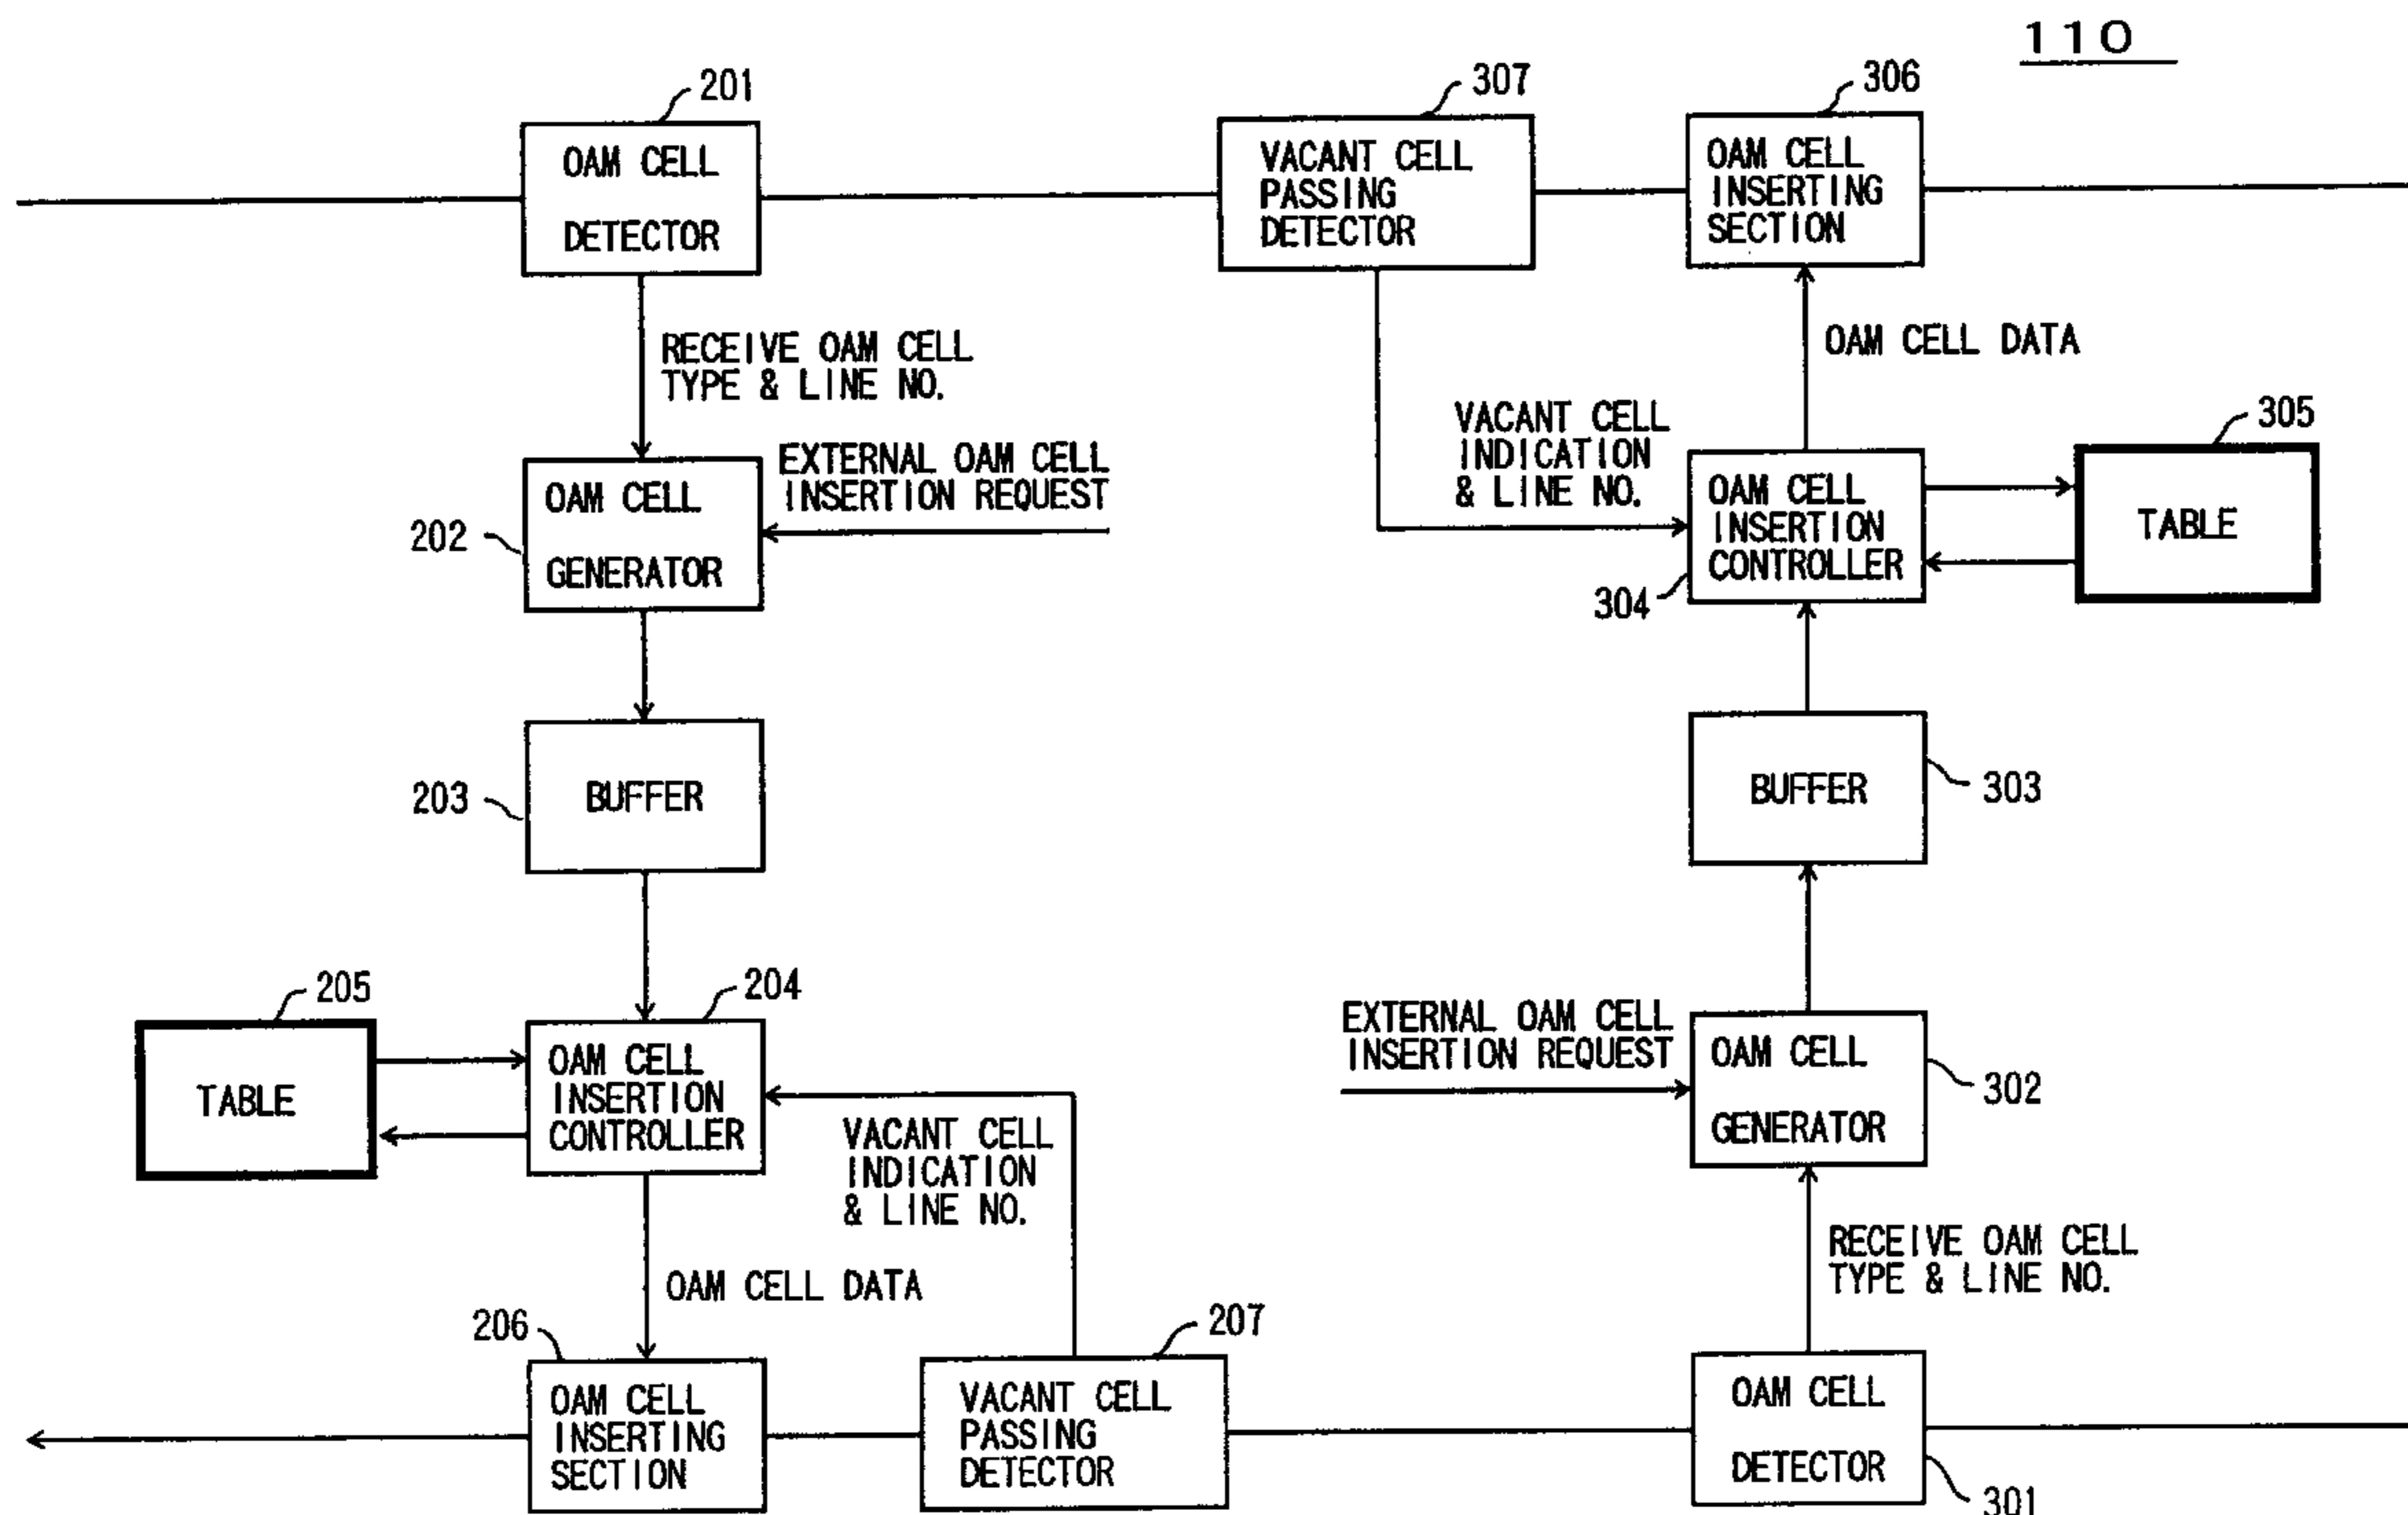 110
201
307
306
OAM CELL
DETECTOR
VACANT CELL
PASSING
DETECTOR
OAM CELL
INSERTING
SECTION
RECEIVE OAM CELL
TYPE & LINE NO.
OAM CELL DATA
EXTERNAL OAM CELL
INSERTION REQUEST
VACANT CELL
INDICATION
& LINE NO.
305
202
OAM CELL
GENERATOR
OAM CELL
INSERTION
CONTROLLER
304
TABLE
203
BUFFER
BUFFER
303
205
204
TABLE
OAM CELL
INSERTION
CONTROLLER
VACANT CELL
INDICATION
& LINE NO.
EXTERNAL OAM CELL
INSERTION REQUEST
OAM CELL
GENERATOR
302
OAM CELL DATA
RECEIVE OAM CELL
TYPE & LINE NO.
206
207
OAM CELL
INSERTING
SECTION
VACANT CELL
PASSING
DETECTOR
OAM CELL
DETECTOR
301